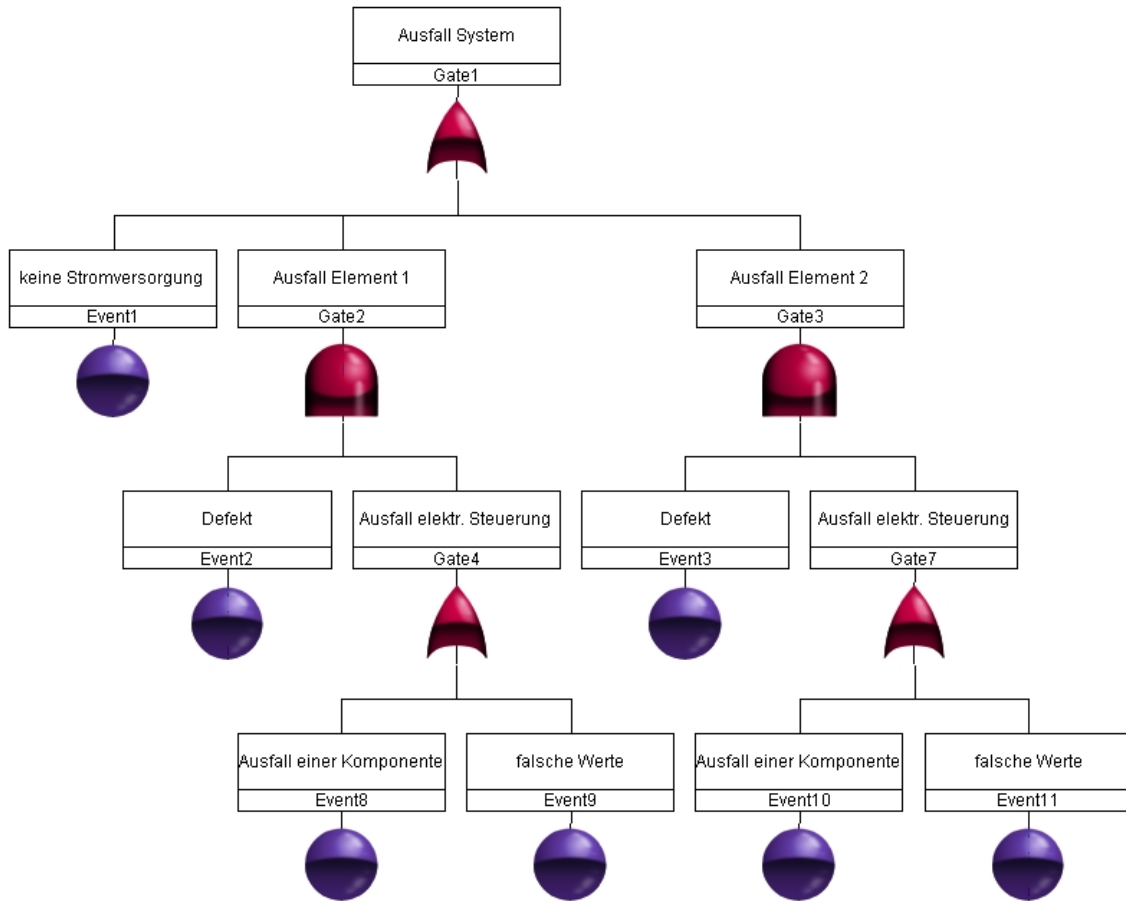 Ausfall System
Gate1
keine Stromversorgung
Event1
Ausfall Element 1
Gate2
Ausfall Element 2
Gate3
Defekt
Event2
Ausfall elektr. Steuerung
Gate4
Defekt
Event3
Ausfall elektr. Steuerung
Gate7
Ausfall einer Komponente
Event8
falsche Werte
Event9
Ausfall einer Komponente
Event10
falsche Werte
Event11